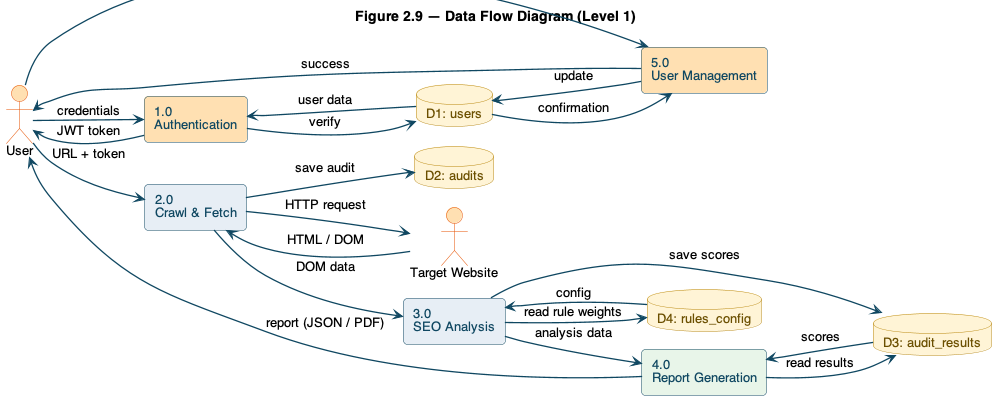 Figure 2.9 — Data Flow Diagram (Level 1)
5.0
User Management
success
update
credentials
1.0
Authentication
user data
D1: users
confirmation
verify
JWT token
User
URL + token
save audit
D2: audits
2.0
Crawl & Fetch
HTTP request
HTML / DOM
DOM data
Target Website
save scores
config
3.0
SEO Analysis
read rule weights
D4: rules_config
report (JSON / PDF)
analysis data
scores
D3: audit_results
4.0
Report Generation
read results